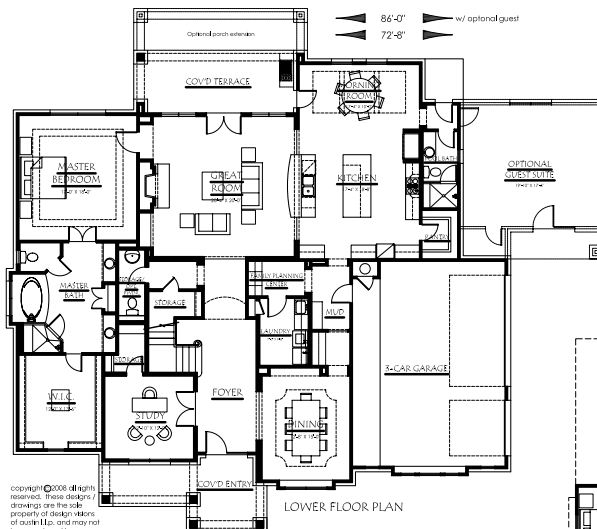 86'-0" w/ optional guest
72'-8"
Optional porch extension
COV'D TERRACE
MORNING
ROOM
MASTER
BEDROOM
GREAT
ROOM
KITCHEN
BATH
OPTIONAL
GUEST SUITE
PANTRY
MASTER
BATH
STORAGE
FAMILY PLANNING
CENTER
STORAGE
MUD
LAUNDRY
STORAGE
3-CAR GARAGE
W.I.C.
STUDY
FOYER
DINING
COV'D ENTRY
LOWER FLOOR PLAN
copyright ©2008 all rights
reserved. these designs /
drawings are the sole
property of design visions
of austin l.l.p. and may not